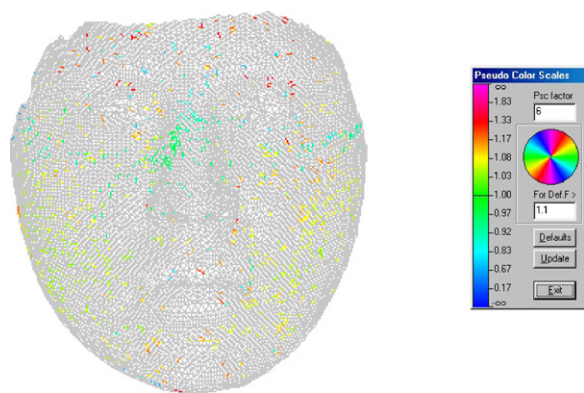 Pseudo Color Scales
∞
1.83
1.33
1.17
1.08
1.03
1.00
0.97
0.92
0.83
0.67
0.17
-∞
Psc factor
6
For Def.F >
1.1
Defaults
Update
Exit